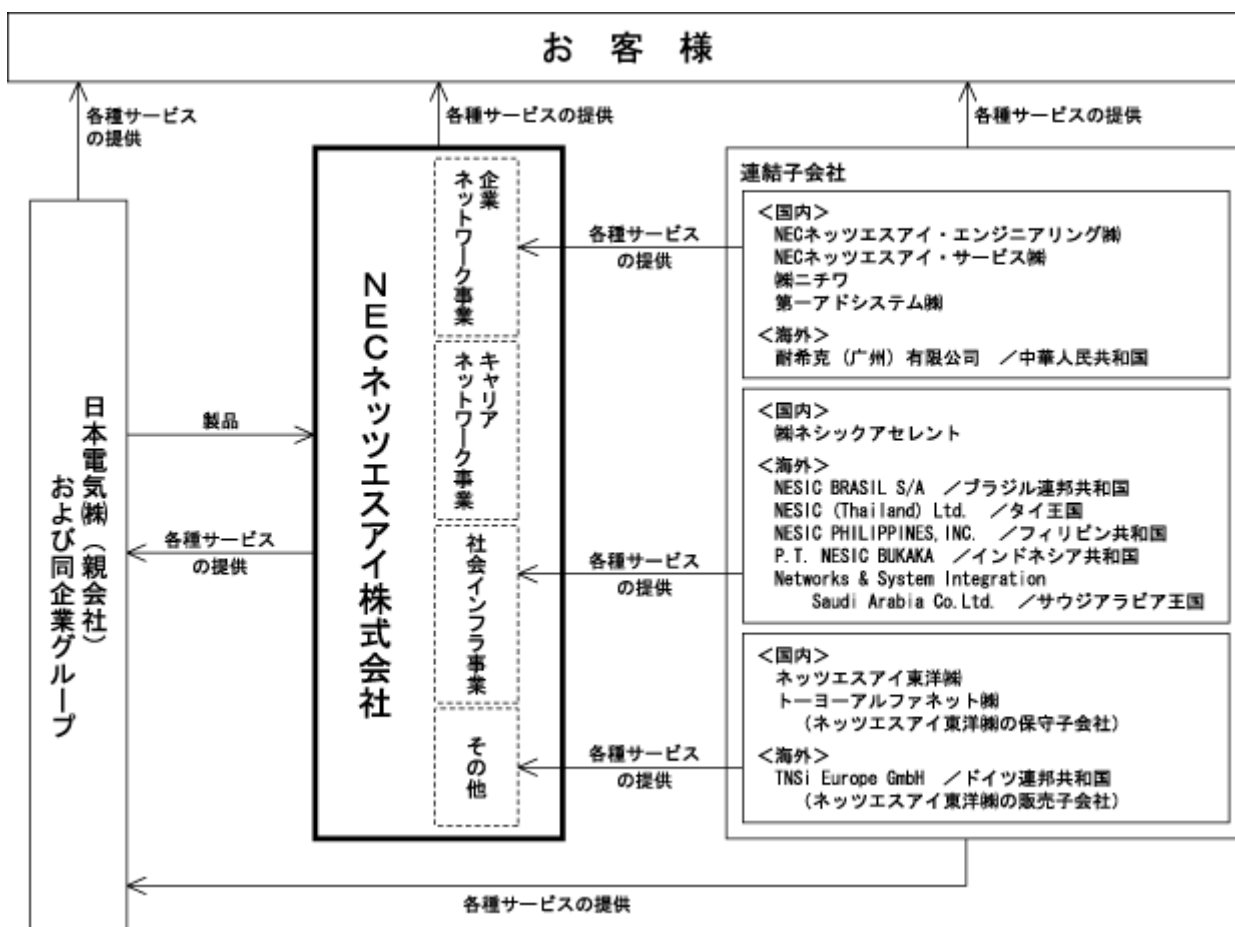 お客様
各種サービス
の提供
各種サービスの提供
各種サービスの提供
日本電気㈱（親会社）
および同企業グループ
製品
各種サービス
の提供
NECネッツエスアイ株式会社
企業
ネットワーク事業
キャリア
ネットワーク事業
社会インフラ事業
その他
各種サービス
の提供
各種サービス
の提供
各種サービス
の提供
連結子会社
＜国内＞
NECネッツエスアイ・エンジニアリング㈱
NECネッツエスアイ・サービス㈱
㈱ニチワ
第一アドシステム㈱
＜海外＞
耐希克（广州）有限公司 ／中華人民共和国
＜国内＞
㈱ネシックアセレント
＜海外＞
NESIC BRASIL S/A ／ブラジル連邦共和国
NESIC (Thailand) Ltd. ／タイ王国
NESIC PHILIPPINES, INC. ／フィリピン共和国
P.T. NESIC BUKAKA ／インドネシア共和国
Networks & System Integration
Saudi Arabia Co.Ltd. ／サウジアラビア王国
＜国内＞
ネッツエスアイ東洋㈱
トーヨーアルファネット㈱
（ネッツエスアイ東洋㈱の保守子会社）
＜海外＞
TNSi Europe GmbH ／ドイツ連邦共和国
（ネッツエスアイ東洋㈱の販売子会社）
各種サービスの提供